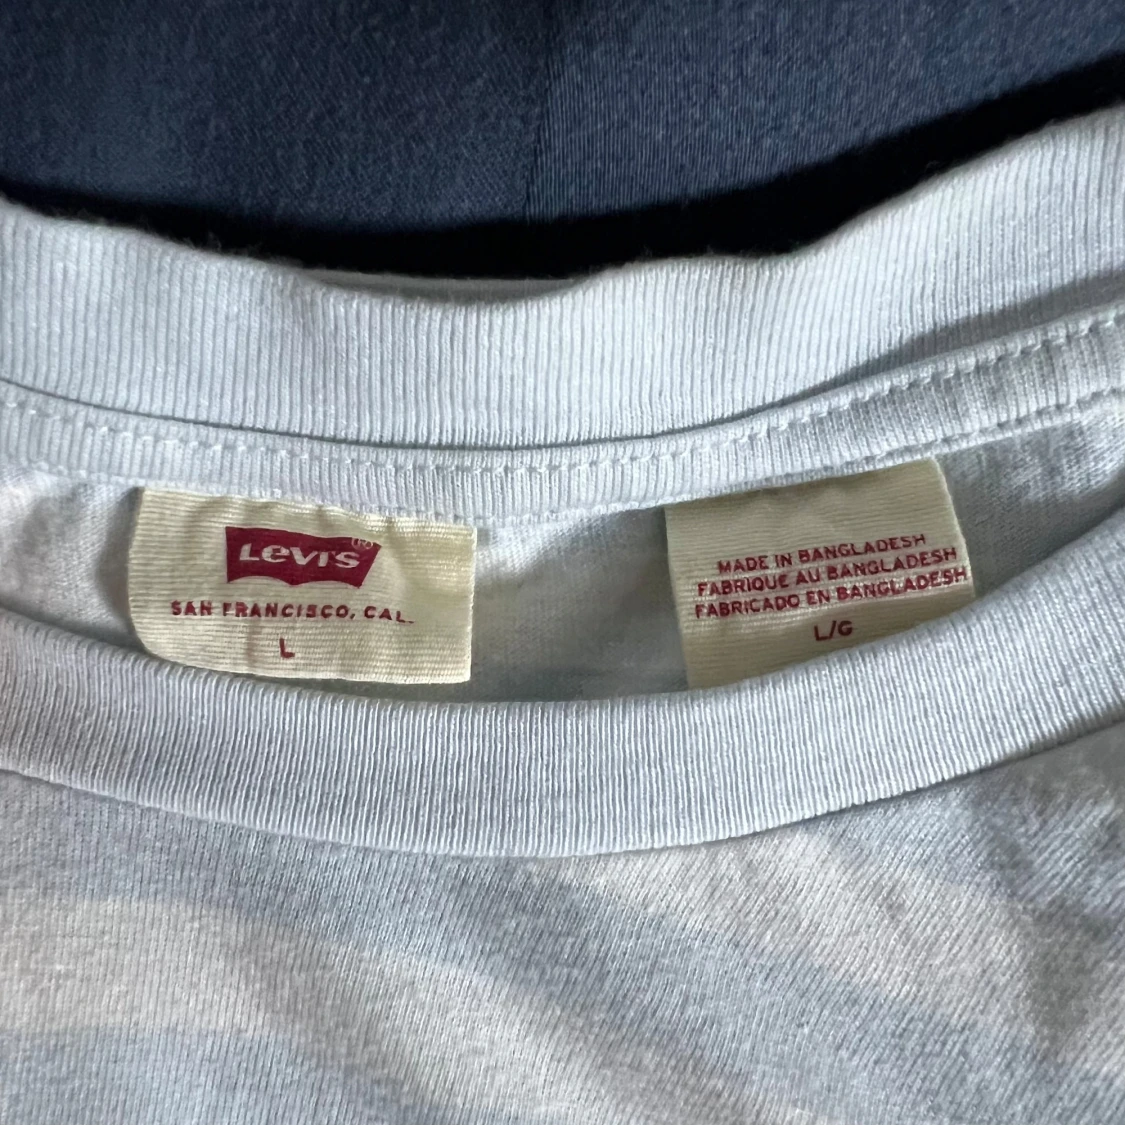 Levi's ®
SAN FRANCISCO, CAL.
L
MADE IN BANGLADESH
FABRIQUE AU BANGLADESH
FABRICADO EN BANGLADESH
L/G